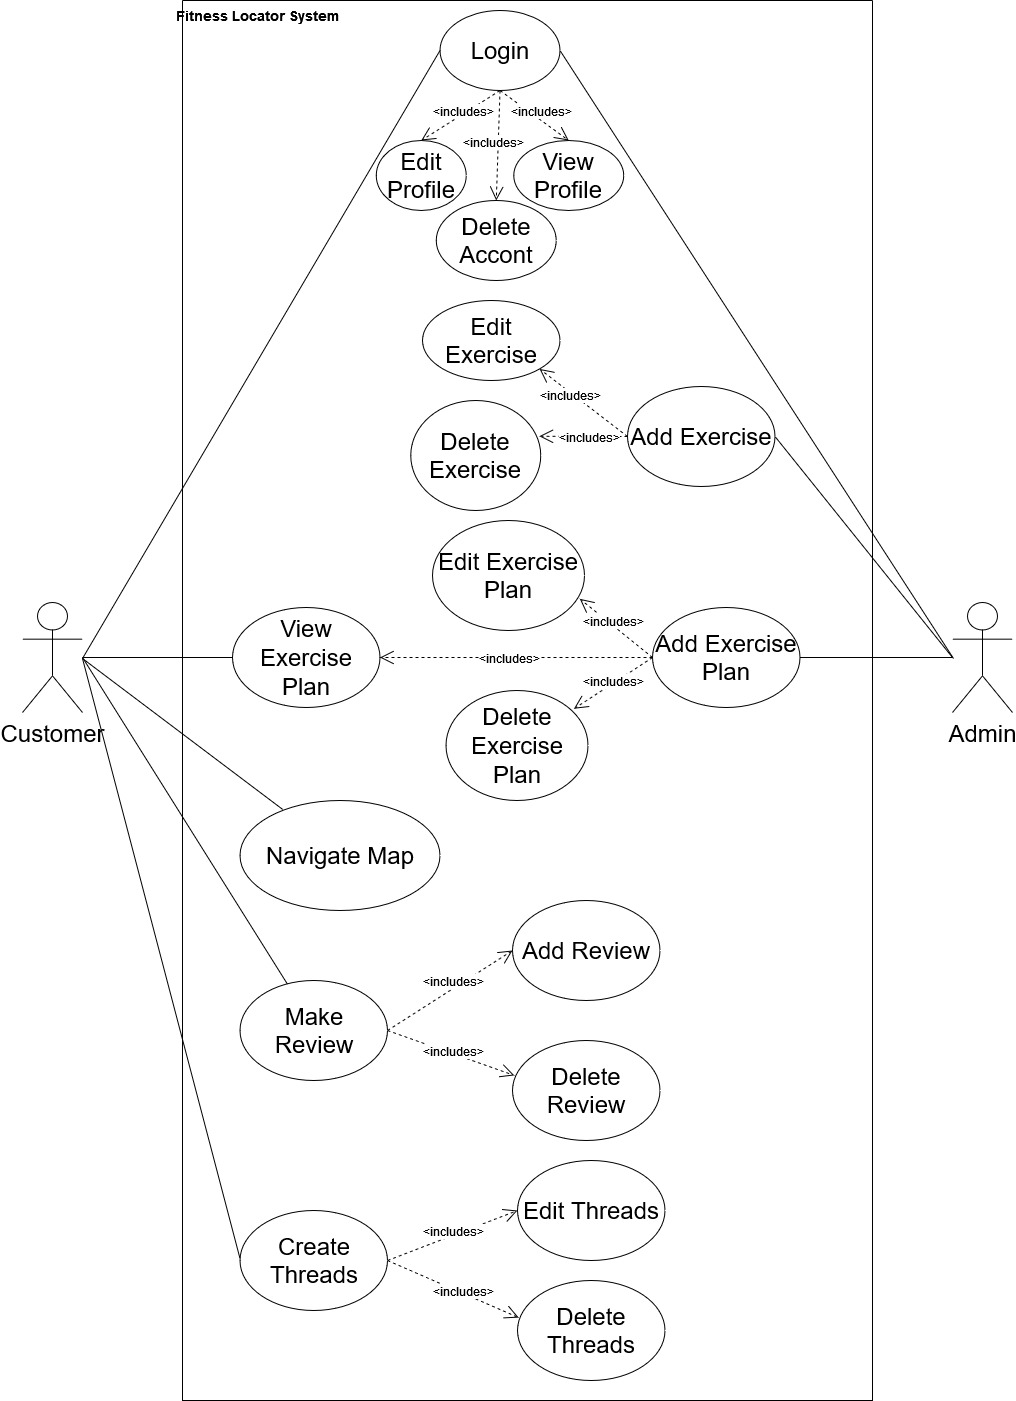 Fitness Locator System
Login
<includes>
<includes>
<includes>
Edit
Profile
View
Profile
Delete
Accont
Edit
Exercise
<includes>
Delete
Exercise
<includes>
Add Exercise
Edit Exercise
Plan
<includes>
View
Exercise
Plan
<includes>
Add Exercise
Plan
<includes>
Delete
Exercise
Plan
Customer
Admin
Navigate Map
Add Review
<includes>
Make
Review
<includes>
Delete
Review
Edit Threads
<includes>
Create
Threads
<includes>
Delete
Threads